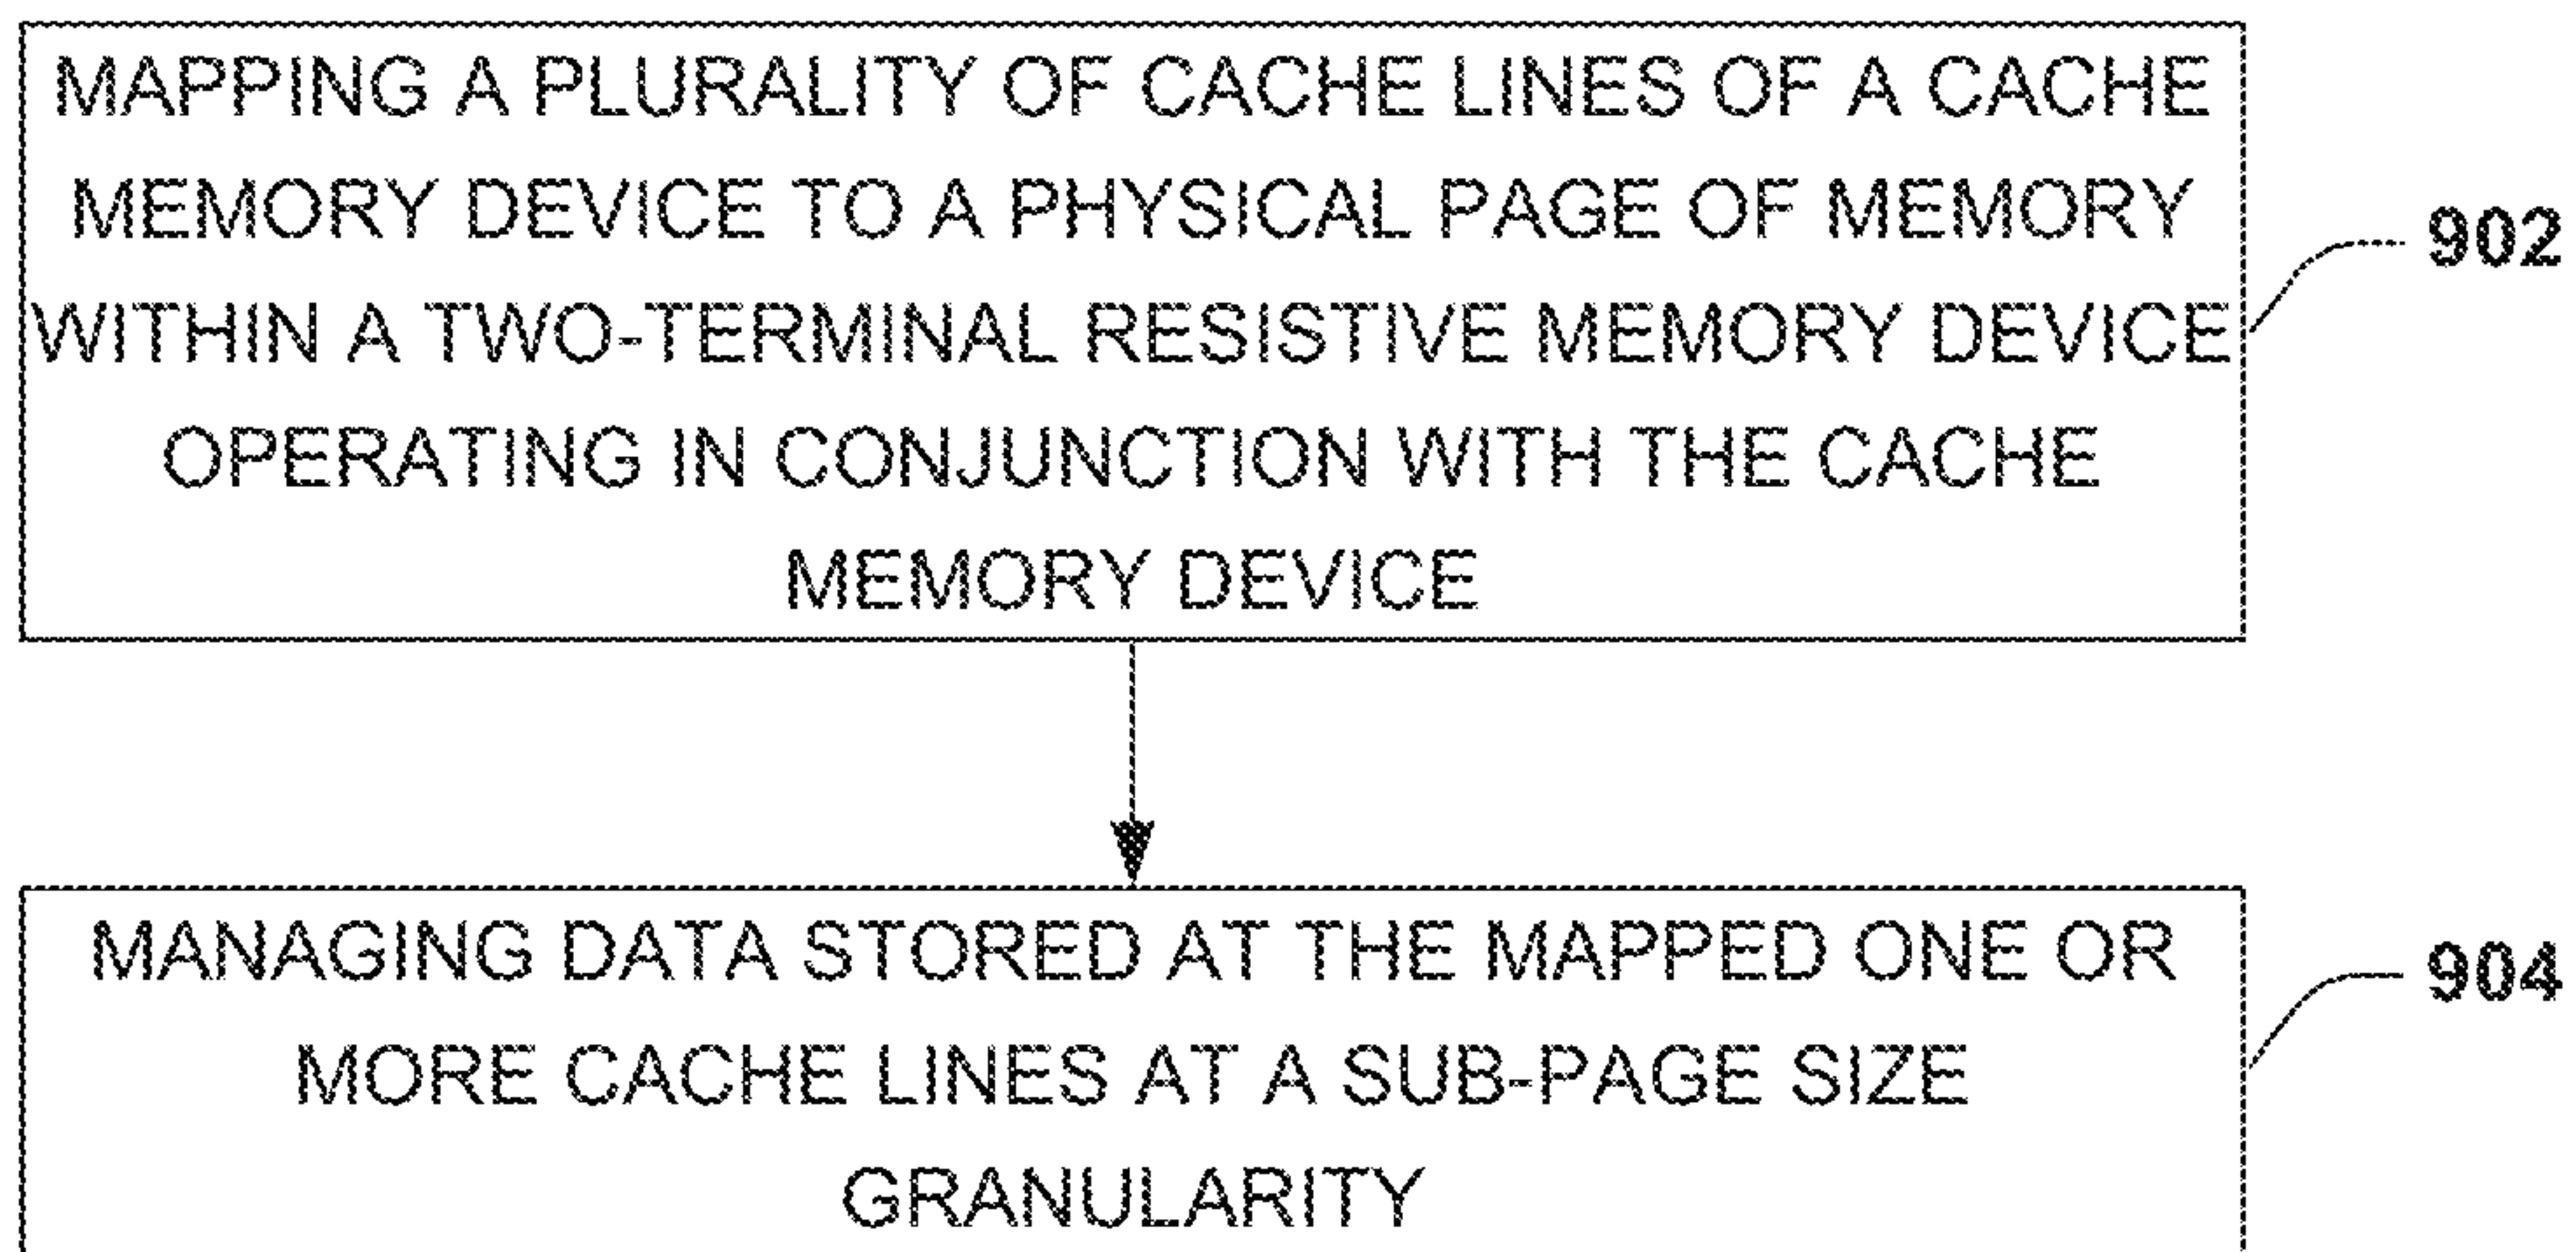 MAPPING A PLURALITY OF CACHE LINES OF A CACHE
MEMORY DEVICE TO A PHYSICAL PAGE OF MEMORY
WITHIN A TWO-TERMINAL RESISTIVE MEMORY DEVICE
OPERATING IN CONJUNCTION WITH THE CACHE
MEMORY DEVICE
902
MANAGING DATA STORED AT THE MAPPED ONE OR
MORE CACHE LINES AT A SUB-PAGE SIZE
GRANULARITY
904